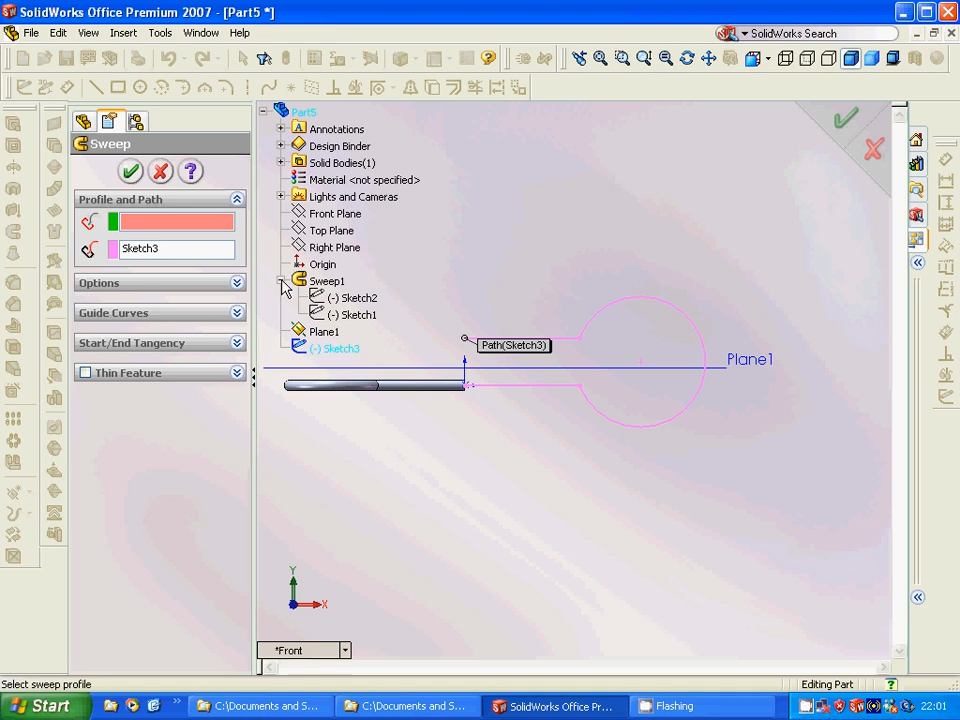 SolidWorks Office Premium 2007 - [Part5 *]
File Edit View Insert Tools Window Help
SolidWorks Search
Sweep
Profile and Path
Sketch3
Options
Guide Curves
Start/End Tangency
Thin Feature
Part5
Annotations
Design Binder
Solid Bodies(1)
Material <not specified>
Lights and Cameras
Front Plane
Top Plane
Right Plane
Origin
Sweep1
(-) Sketch2
(-) Sketch1
Plane1
(-) Sketch3
Path(Sketch3)
Plane1
Y
X
*Front
Select sweep profile
Editing Part
Start
C:\Documents and S...
C:\Documents and S...
SolidWorks Office Pr...
Flashing
22:01